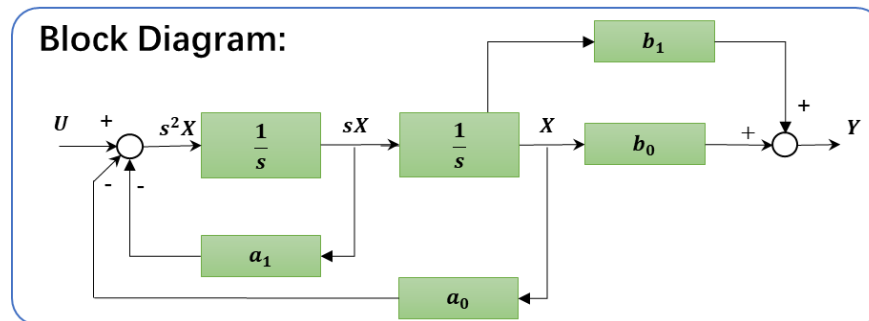 Block Diagram:
b₁
U + s²X 1/s sX 1/s X b₀ + + Y
- -
a₁
a₀